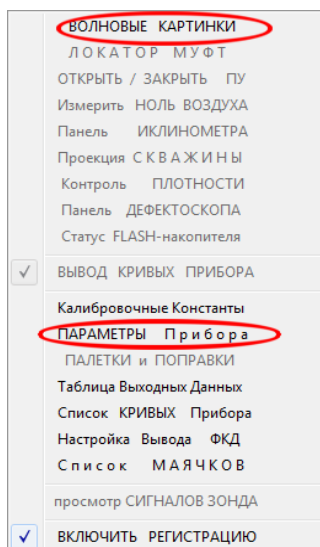 ВОЛНОВЫЕ КАРТИНКИ
ЛОКАТОР МУФТ
ОТКРЫТЬ / ЗАКРЫТЬ ПУ
Измерить НОЛЬ ВОЗДУХА
Панель ИКЛИНОМЕТРА
Проекция СКВАЖИНЫ
Контроль ПЛОТНОСТИ
Панель ДЕФЕКТОСКОПА
Статус FLASH-накопителя
ВЫВОД КРИВЫХ ПРИБОРА
Калибровочные Константы
ПАРАМЕТРЫ Прибора
ПАЛЕТКИ и ПОПРАВКИ
Таблица Выходных Данных
Список КРИВЫХ Прибора
Настройка Вывода ФКД
Список МАЯЧКОВ
просмотр СИГНАЛОВ ЗОНДА
ВКЛЮЧИТЬ РЕГИСТРАЦИЮ